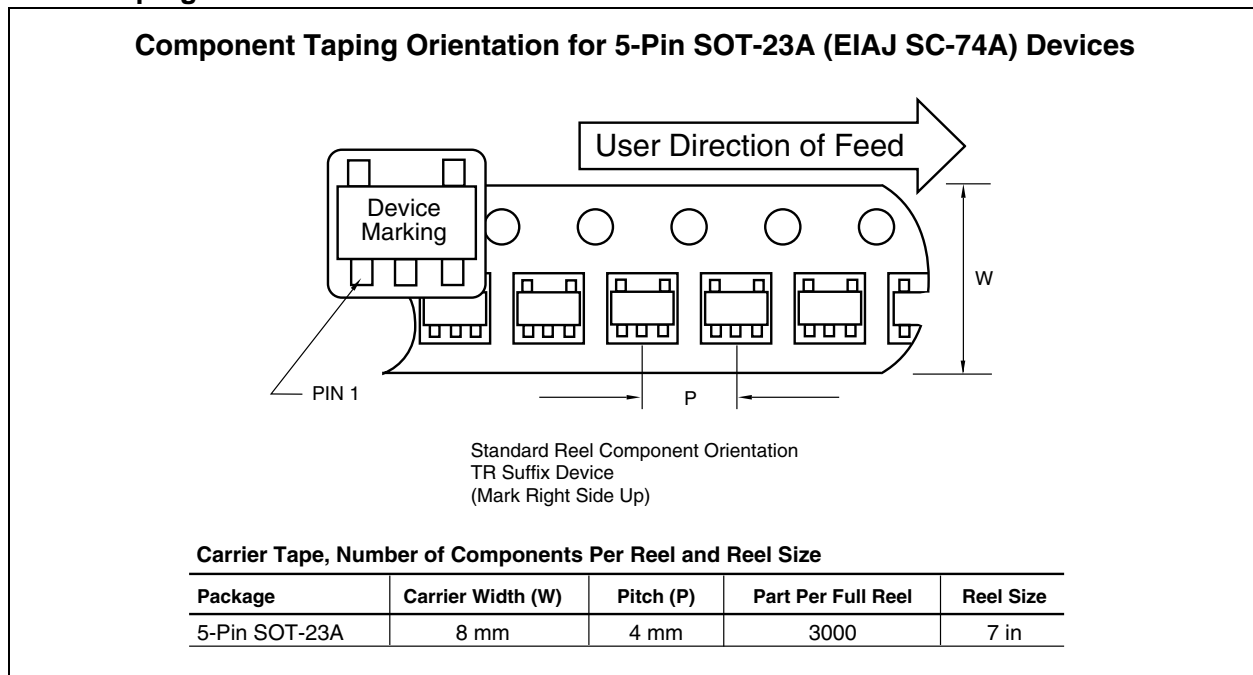 Component Taping Orientation for 5-Pin SOT-23A (EIAJ SC-74A) Devices
User Direction of Feed
Device
Marking
W
PIN 1
P
Standard Reel Component Orientation
TR Suffix Device
(Mark Right Side Up)
Carrier Tape, Number of Components Per Reel and Reel Size
Package Carrier Width (W) Pitch (P) Part Per Full Reel Reel Size
5-Pin SOT-23A 8 mm 4 mm 3000 7 in